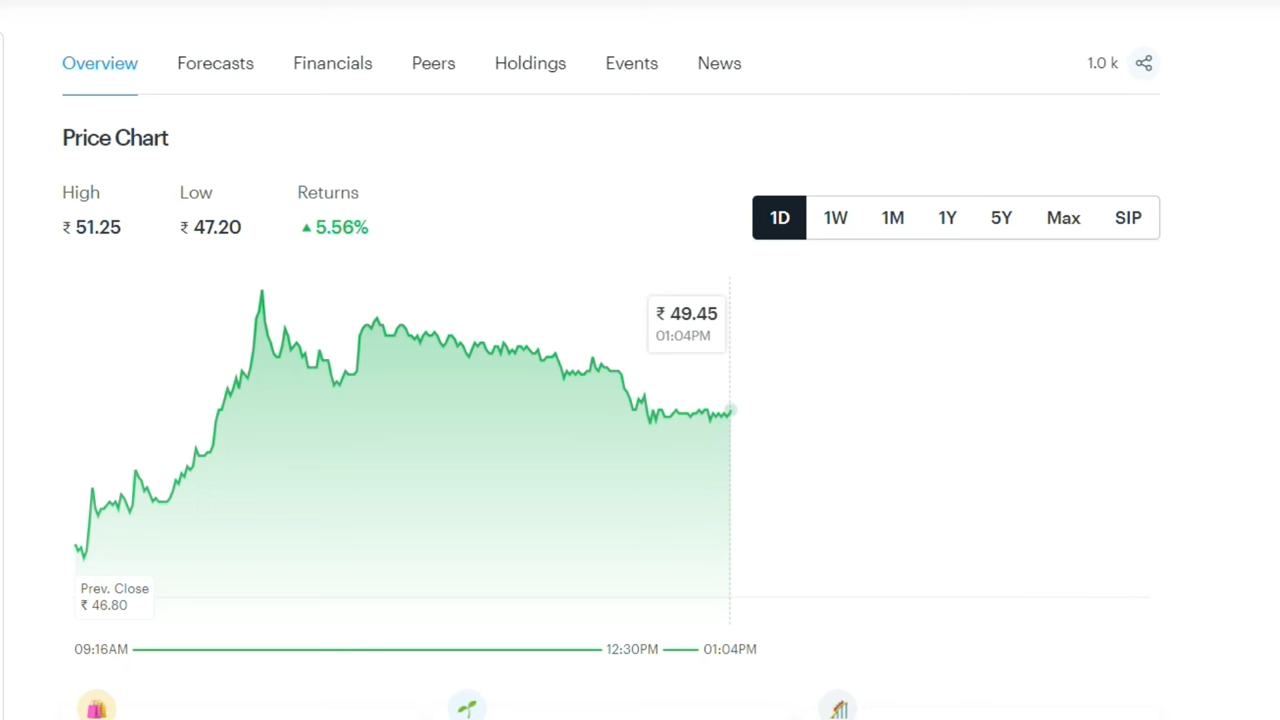 Overview Forecasts Financials Peers Holdings Events News 1.0 k
Price Chart
High Low Returns
₹ 51.25 ₹ 47.20 ▲ 5.56%
1D 1W 1M 1Y 5Y Max SIP
₹ 49.45
01:04PM
Prev. Close
₹ 46.80
09:16AM 12:30PM 01:04PM